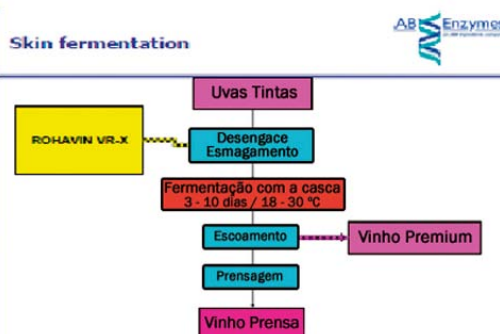 Skin fermentation
AB Enzymes
Uvas Tintas
ROHAVIN VR-X
Desengace
Esmagamento
Fermentação com a casca
3 - 10 dias / 18 - 30 ºC
Escoamento
Vinho Premium
Prensagem
Vinho Prensa